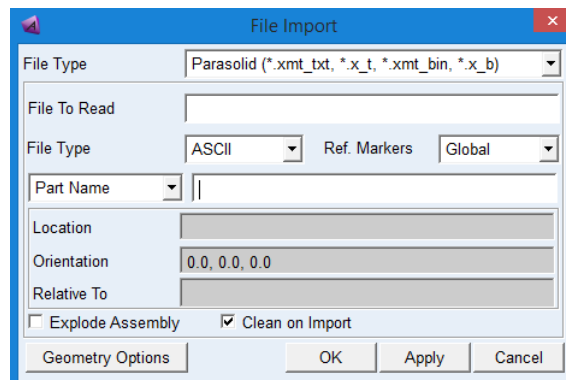 File Import
File Type Parasolid (*.xmt_txt, *.x_t, *.xmt_bin, *.x_b)
File To Read
File Type ASCII Ref. Markers Global
Part Name
Location
Orientation 0.0, 0.0, 0.0
Relative To
Explode Assembly Clean on Import
Geometry Options OK Apply Cancel